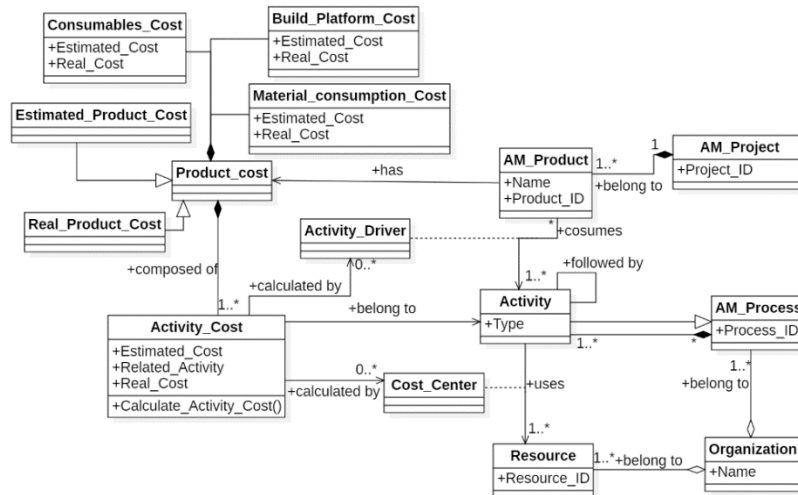 Consumables_Cost
+Estimated_Cost
+Real_Cost
Build_Platform_Cost
+Estimated_Cost
+Real_Cost
Estimated_Product_Cost
Material_consumption_Cost
+Estimated_Cost
+Real_Cost
Product_cost
+has
AM_Product
+Name
+Product_ID
1..*
1
+belong to
AM_Project
+Project_ID
Real_Product_Cost
Activity_Driver
*
+cosumes
+composed of
1..*
0..*
+calculated by
1..*
+followed by
Activity_Cost
+Estimated_Cost
+Related_Activity
+Real_Cost
+Calculate_Activity_Cost()
+belong to
Activity
+Type
1..*
*
AM_Process
+Process_ID
0..*
+calculated by
Cost_Center
+uses
1..*
1..*
+belong to
Resource
+Resource_ID
1..*
+belong to
Organization
+Name